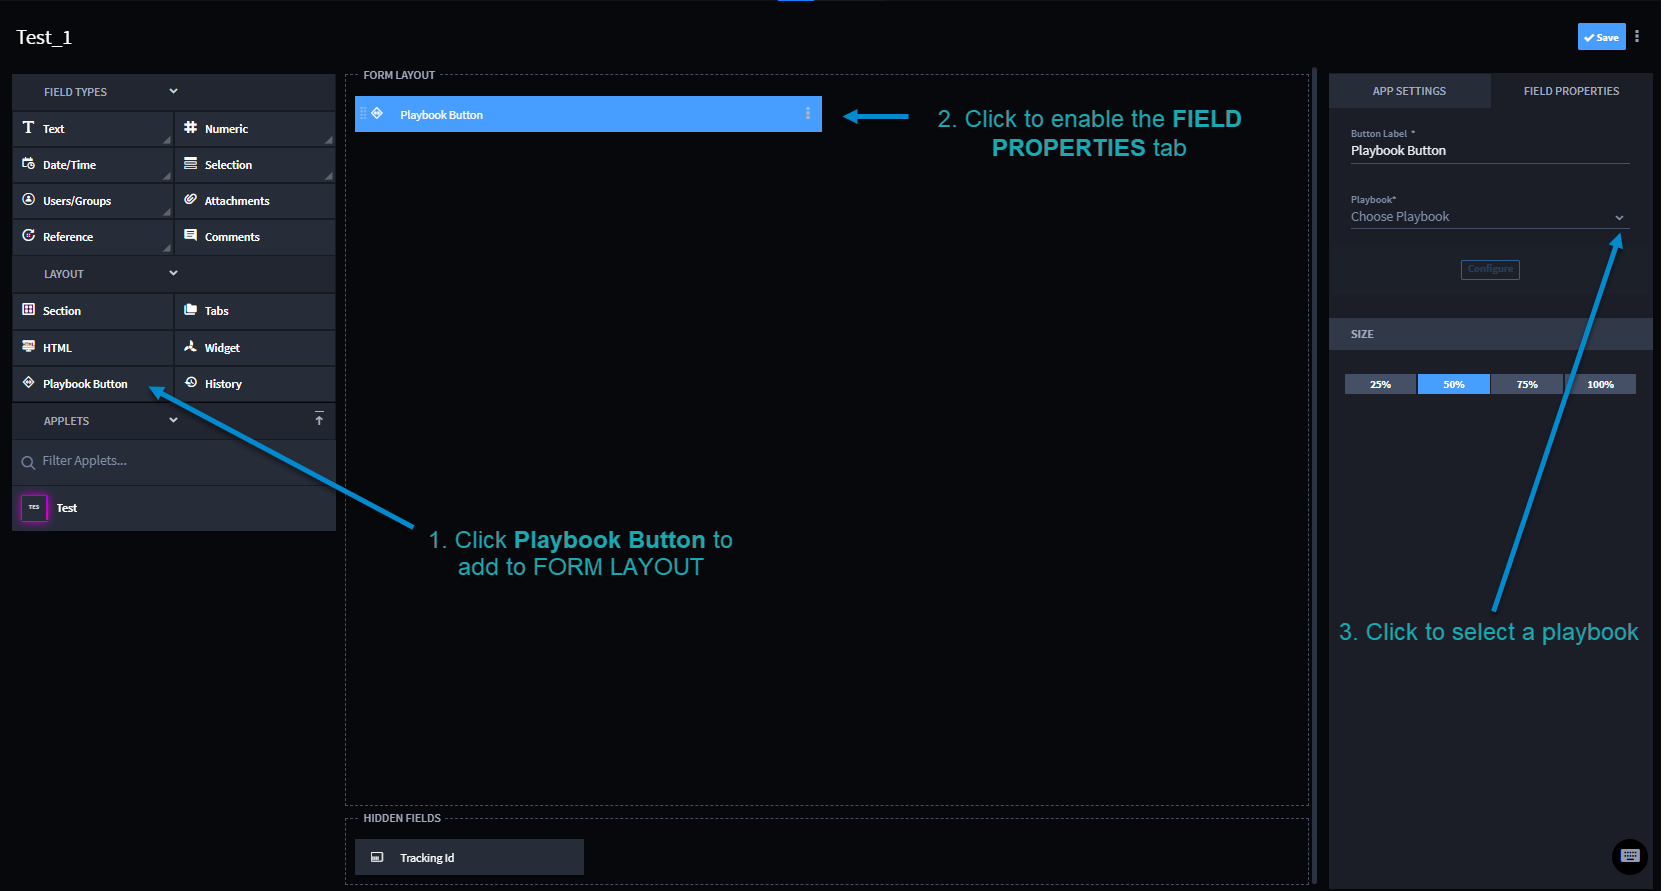 Test_1
Save
FIELD TYPES
Text
Numeric
Date/Time
Selection
Users/Groups
Attachments
Reference
Comments
LAYOUT
Section
Tabs
HTML
Widget
Playbook Button
History
APPLETS
Filter Applets...
TES
Test
FORM LAYOUT
Playbook Button
2. Click to enable the FIELD
PROPERTIES tab
1. Click Playbook Button to
add to FORM LAYOUT
HIDDEN FIELDS
Tracking Id
APP SETTINGS
FIELD PROPERTIES
Button Label *
Playbook Button
Playbook*
Choose Playbook
Configure
SIZE
25%
50%
75%
100%
3. Click to select a playbook